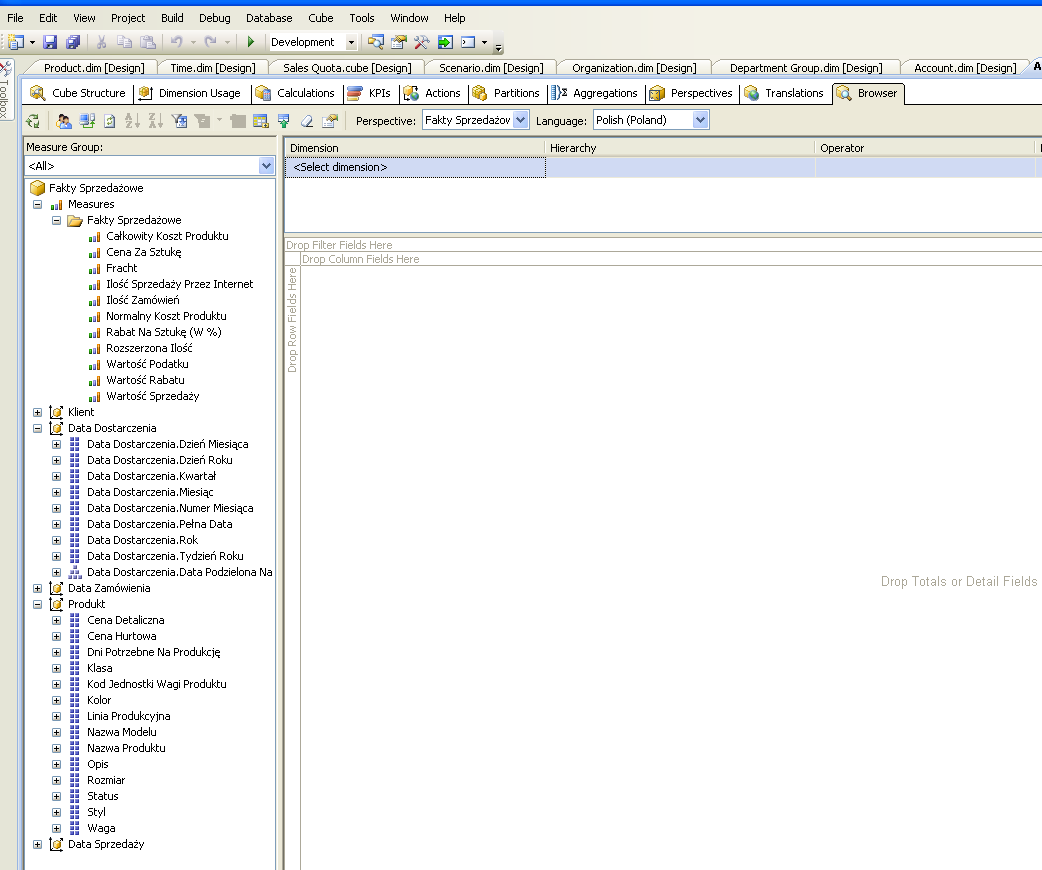 File Edit View Project Build Debug Database Cube Tools Window Help
Development
Product.dim [Design] Time.dim [Design] Sales Quota.cube [Design] Scenario.dim [Design] Organization.dim [Design] Department Group.dim [Design] Account.dim [Design] A
Toolbox
Cube Structure Dimension Usage Calculations KPIs Actions Partitions Aggregations Perspectives Translations Browser
Perspective: Fakty Sprzedażow Language: Polish (Poland)
Measure Group:
<All>
Dimension Hierarchy Operator
<Select dimension>
Drop Filter Fields Here
Drop Column Fields Here
Drop Row Fields Here
Drop Totals or Detail Fields
Fakty Sprzedażowe
Measures
Fakty Sprzedażowe
Całkowity Koszt Produktu
Cena Za Sztukę
Fracht
Ilość Sprzedaży Przez Internet
Ilość Zamówień
Normalny Koszt Produktu
Rabat Na Sztukę (W %)
Rozszerzona Ilość
Wartość Podatku
Wartość Rabatu
Wartość Sprzedaży
Klient
Data Dostarczenia
Data Dostarczenia.Dzień Miesiąca
Data Dostarczenia.Dzień Roku
Data Dostarczenia.Kwartał
Data Dostarczenia.Miesiąc
Data Dostarczenia.Numer Miesiąca
Data Dostarczenia.Pełna Data
Data Dostarczenia.Rok
Data Dostarczenia.Tydzień Roku
Data Dostarczenia.Data Podzielona Na
Data Zamówienia
Produkt
Cena Detaliczna
Cena Hurtowa
Dni Potrzebne Na Produkcję
Klasa
Kod Jednostki Wagi Produktu
Kolor
Linia Produkcyjna
Nazwa Modelu
Nazwa Produktu
Opis
Rozmiar
Status
Styl
Waga
Data Sprzedaży